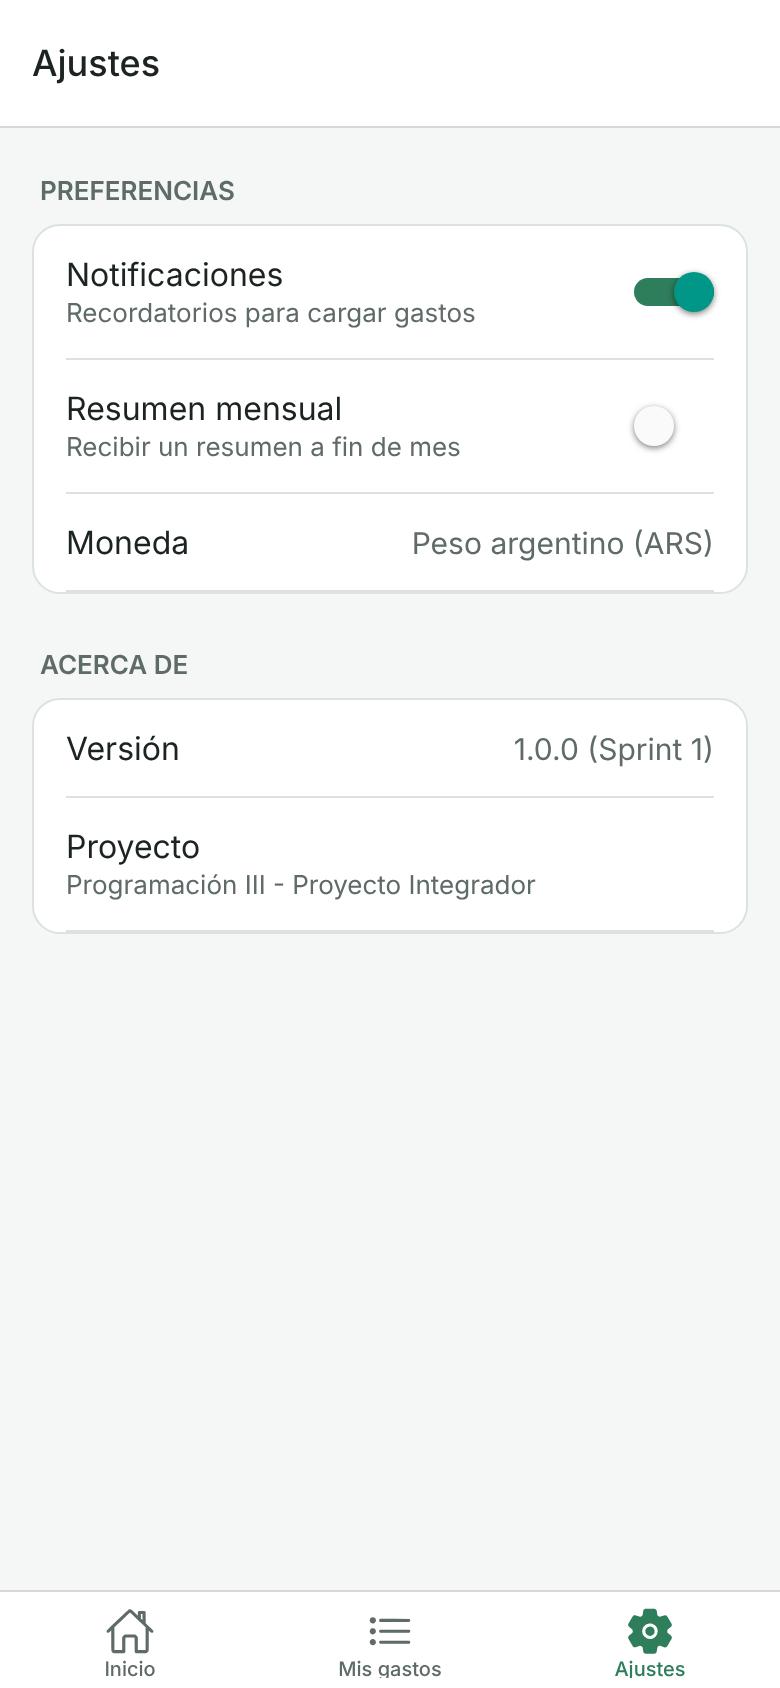 Ajustes
PREFERENCIAS
Notificaciones
Recordatorios para cargar gastos
Resumen mensual
Recibir un resumen a fin de mes
Moneda Peso argentino (ARS)
ACERCA DE
Versión 1.0.0 (Sprint 1)
Proyecto
Programación III - Proyecto Integrador
Inicio Mis gastos Ajustes